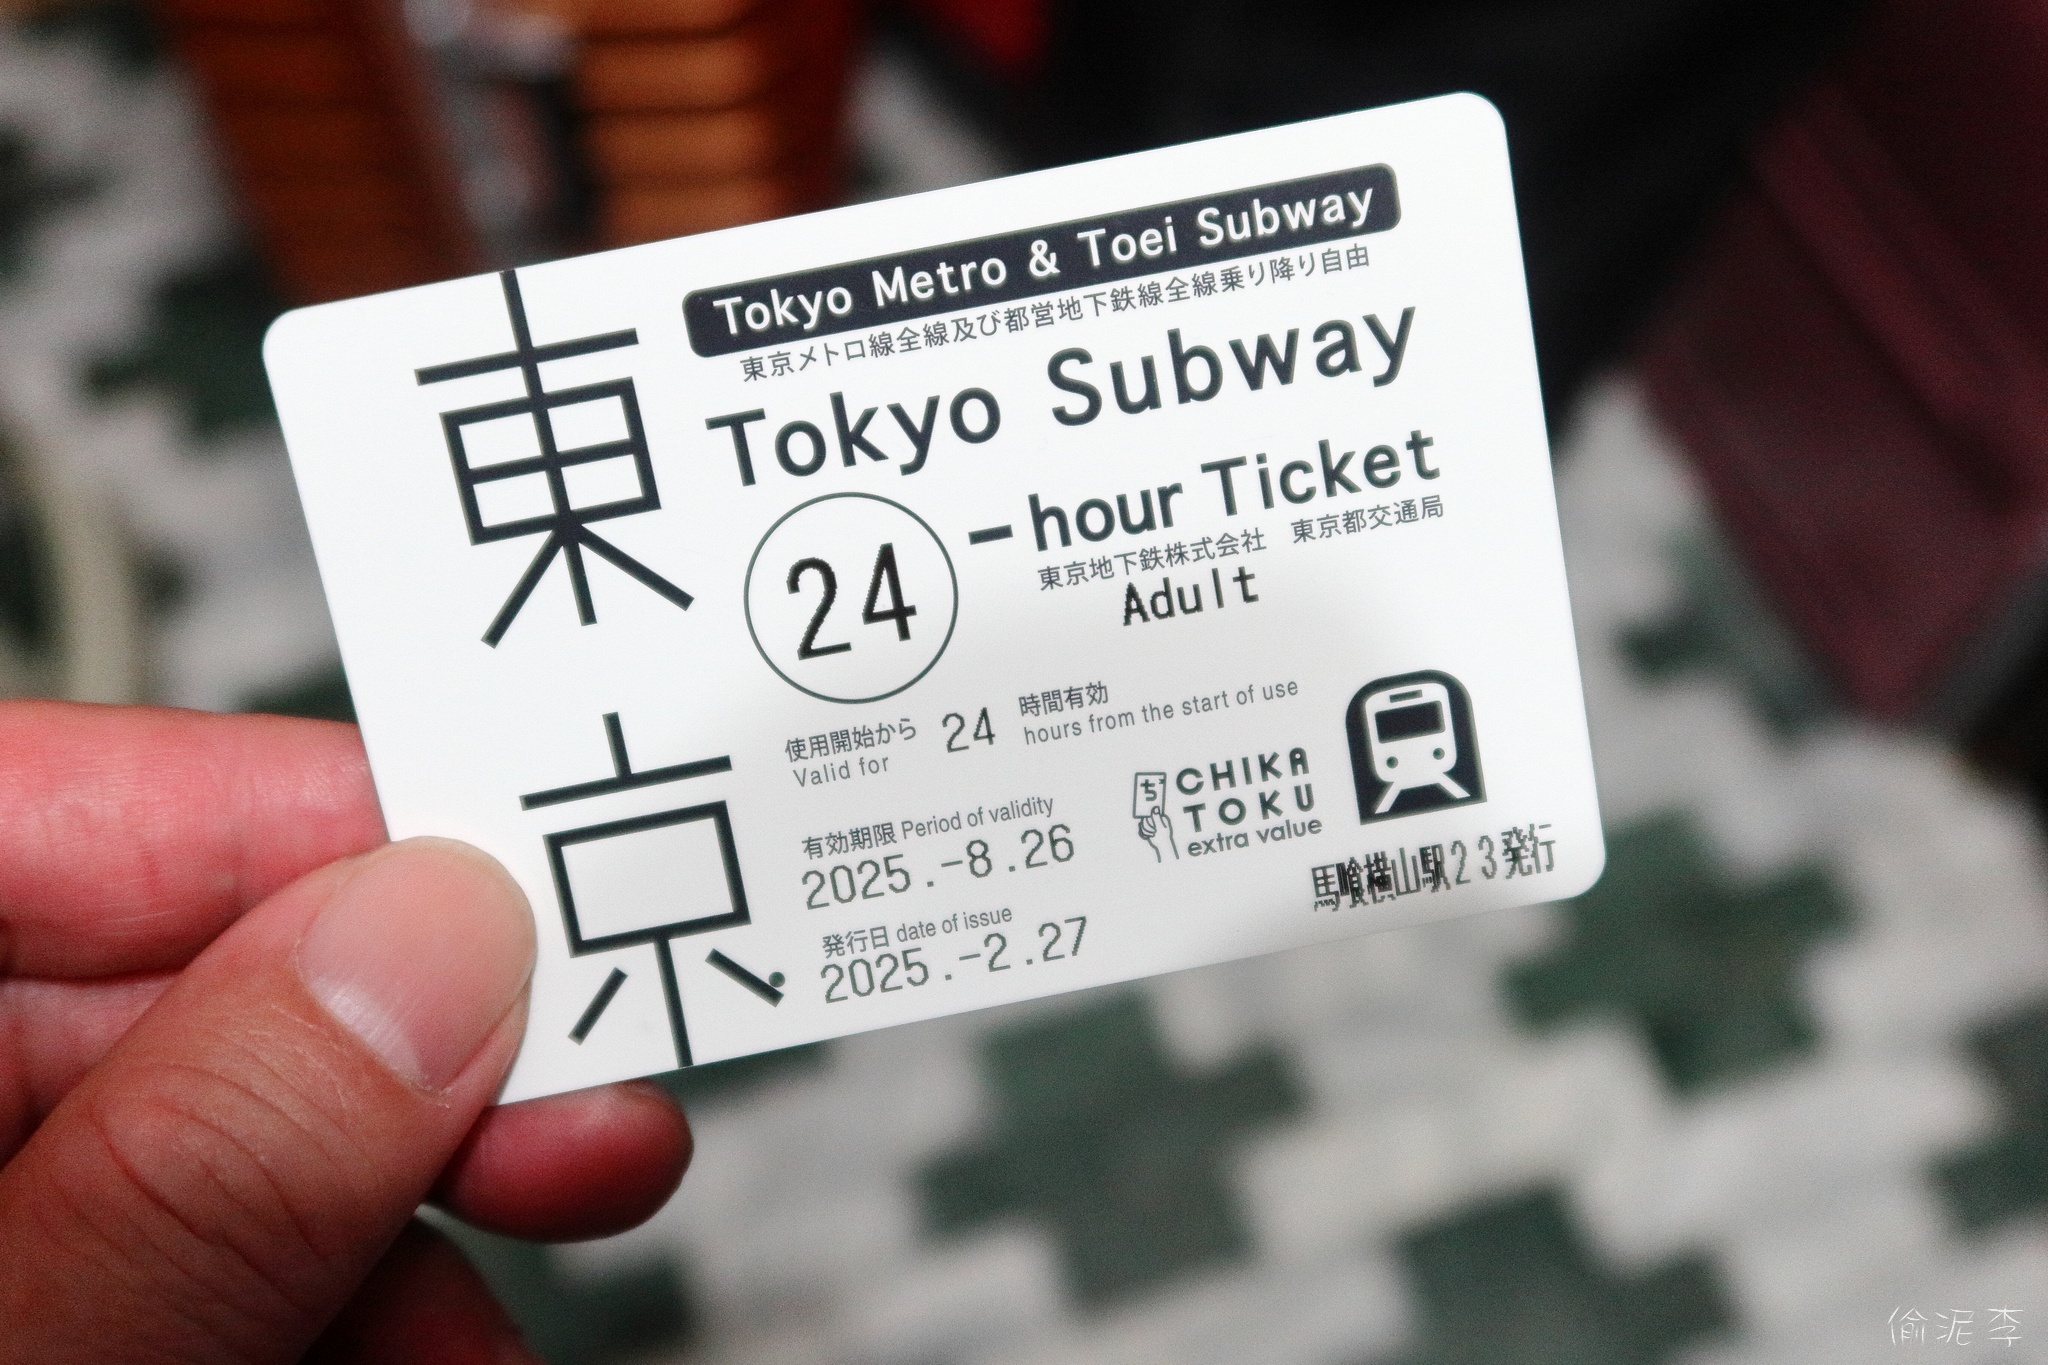 東京
Tokyo Metro & Toei Subway
東京メトロ線全線及び都営地下鉄線全線乗り降り自由
Tokyo Subway
24-hour Ticket
東京地下鉄株式会社 東京都交通局
Adult
使用開始から 24 時間有効
Valid for hours from the start of use
有効期限 Period of validity
2025.-8.26
発行日 date of issue
2025.-2.27
ち
CHIKA
TOKU
extra value
馬喰横山駅23発行
偷泥李